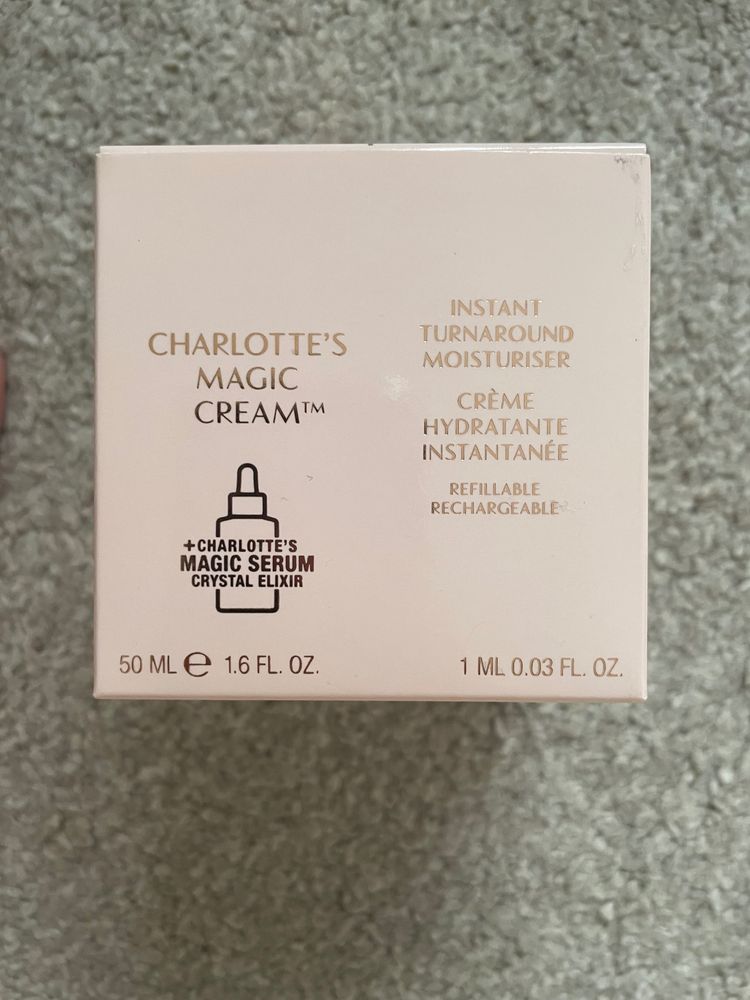 CHARLOTTE'S
MAGIC
CREAM™
+CHARLOTTE'S
MAGIC SERUM
CRYSTAL ELIXIR
50 ML ℮ 1.6 FL. OZ.
INSTANT
TURNAROUND
MOISTURISER
CRÈME
HYDRATANTE
INSTANTANÉE
REFILLABLE
RECHARGEABLE
1 ML 0.03 FL. OZ.